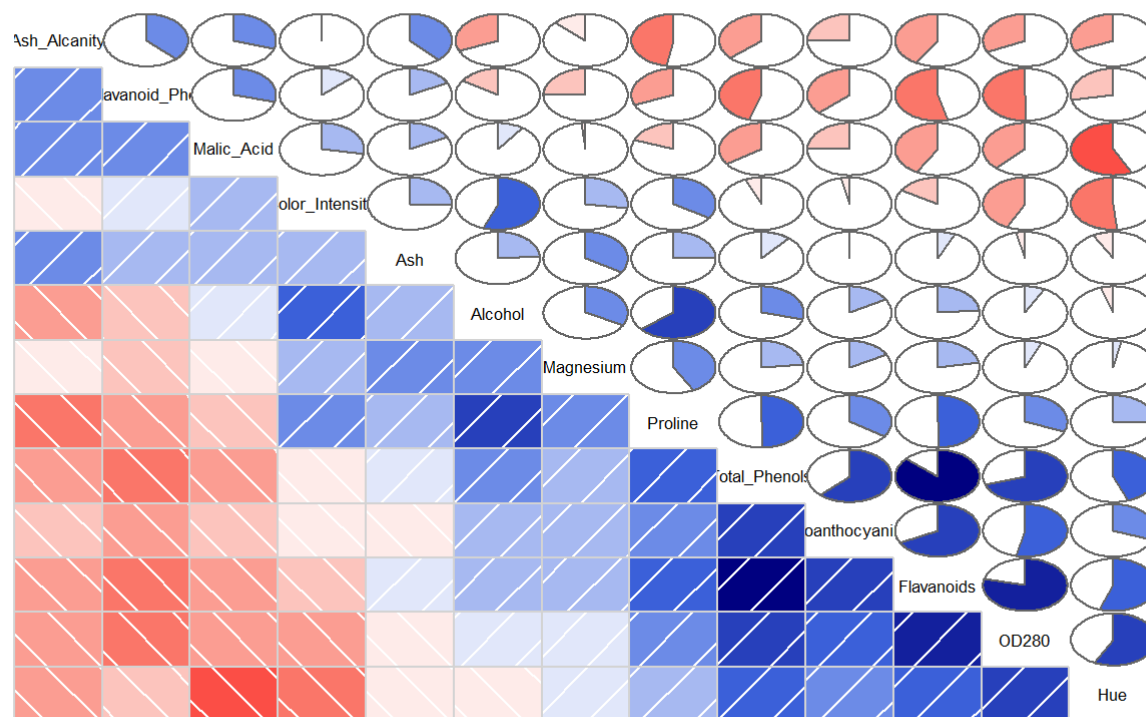 Ash_Alcanity
avanoid_Phe
Malic_Acid
olor_Intensit
Ash
Alcohol
Magnesium
Proline
Total_Phenols
oanthocyani
Flavanoids
OD280
Hue